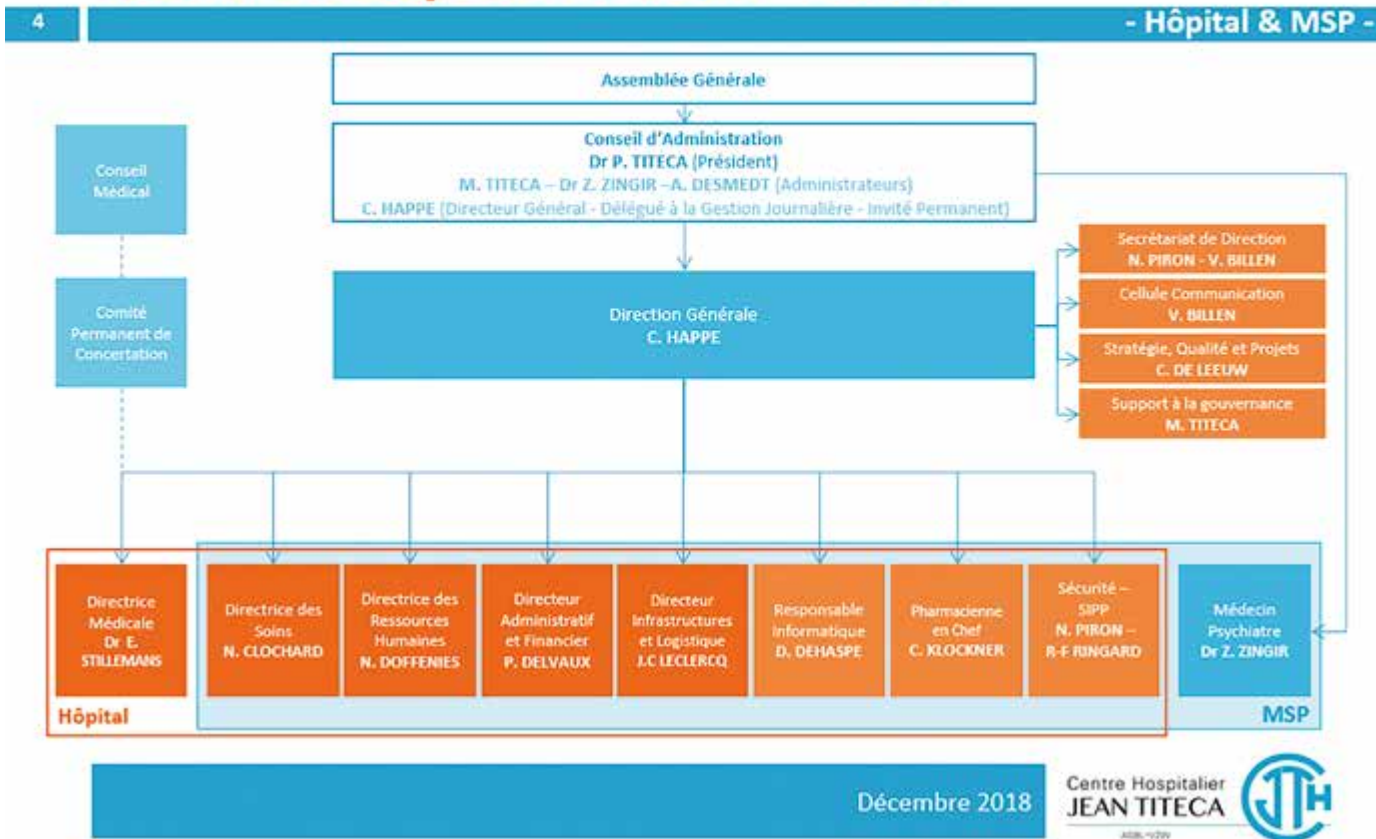 4
- Hôpital & MSP -
Assemblée Générale
Conseil d'Administration
Dr P. TITECA (Président)
M. TITECA – Dr Z. ZINGIR –A. DESMEDT (Administrateurs)
C. HAPPE (Directeur Général - Délégué à la Gestion Journalière - Invité Permanent)
Conseil
Médical
Comité
Permanent de
Concertation
Direction Générale
C. HAPPE
Secrétariat de Direction
N. PIRON - V. BILLEN
Cellule Communication
V. BILLEN
Stratégie, Qualité et Projets
C. DE LEEUW
Support à la gouvernance
M. TITECA
Directrice
Médicale
Dr E.
STILLEMANS
Directrice des
Soins
N. CLOCHARD
Directrice des
Ressources
Humaines
N. DOFFENIES
Directeur
Administratif
et Financier
P. DELVAUX
Directeur
Infrastructures
et Logistique
J.C LECLERCQ
Responsable
Informatique
D. DEHASPE
Pharmacienne
en Chef
C. KLOCKNER
Sécurité –
SIPP
N. PIRON –
R-F RINGARD
Médecin
Psychiatre
Dr Z. ZINGIR
Hôpital
MSP
Décembre 2018
Centre Hospitalier
JEAN TITECA
ASBL-VZW
CJTH